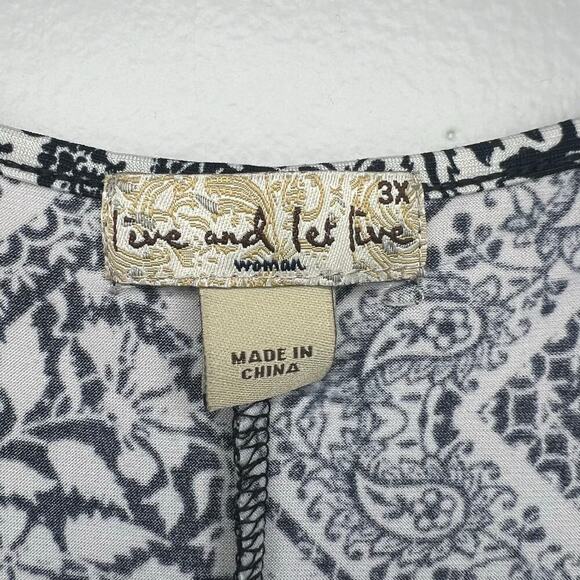 3X
live and let live
woman
MADE IN
CHINA